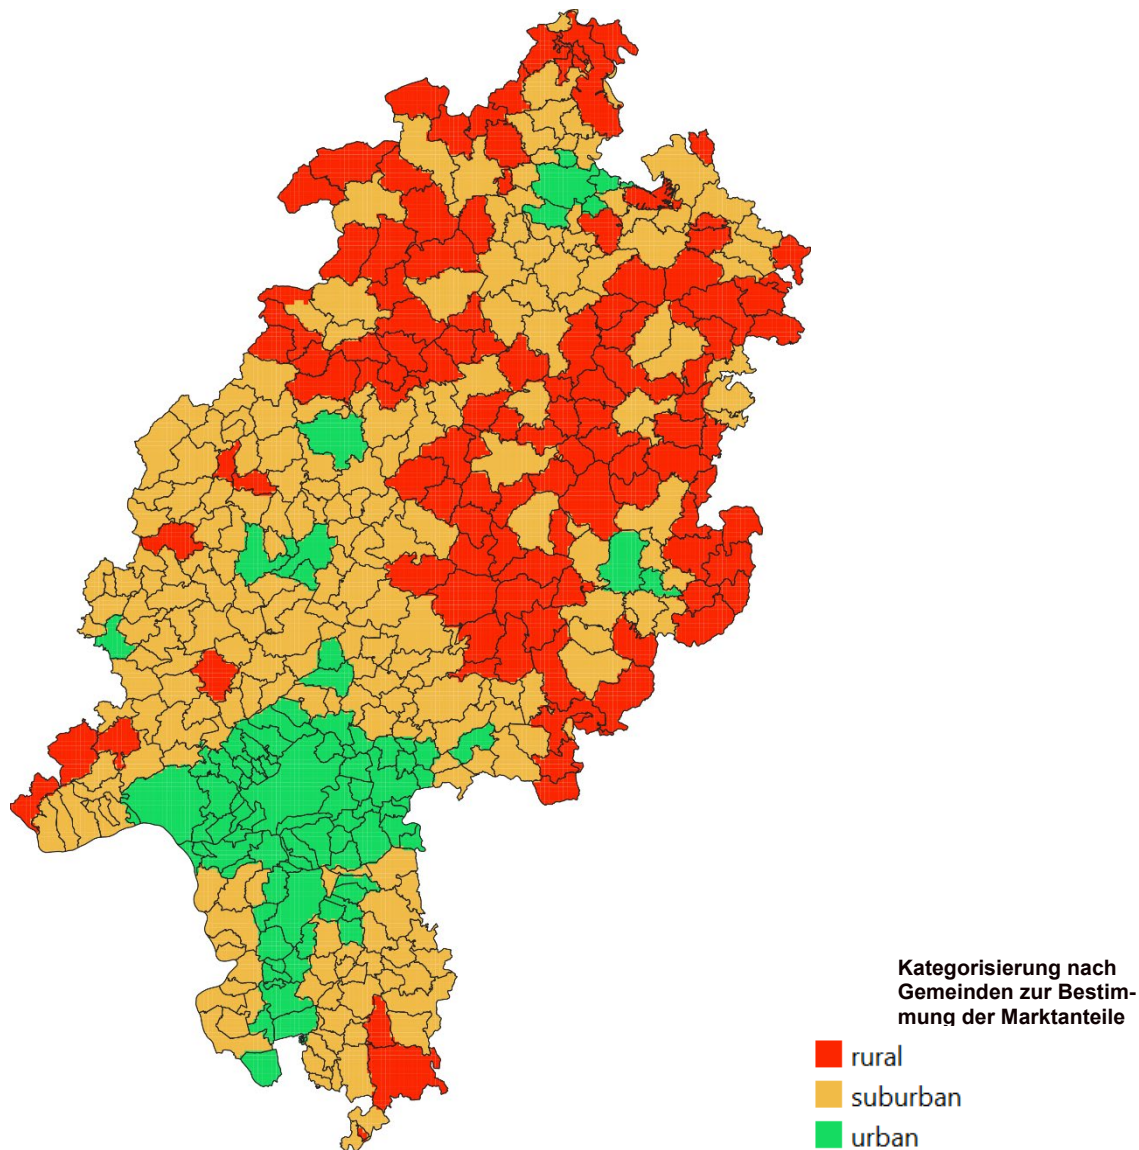 Kategorisierung nach
Gemeinden zur Bestim-
mung der Marktanteile
rural
suburban
urban